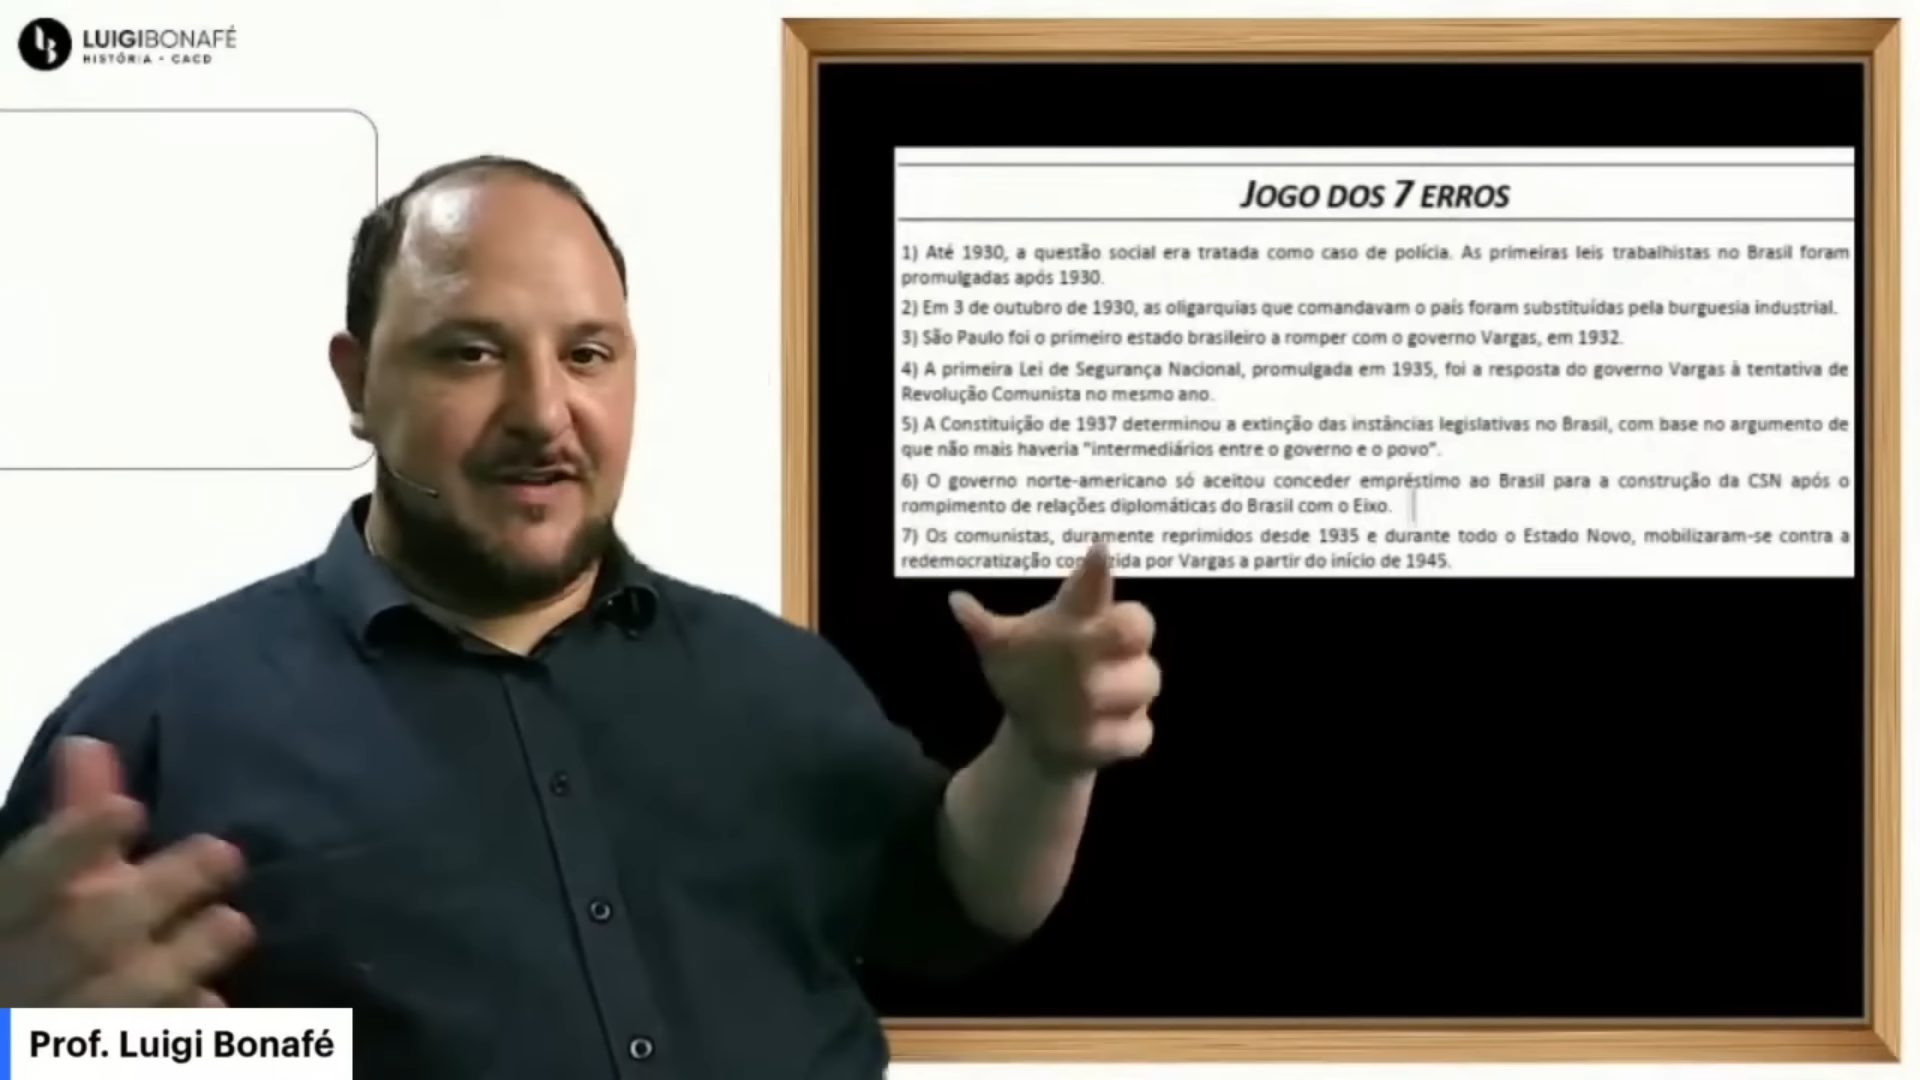 LUIGIBONAFÉ
HISTÓRIA - CACD
JOGO DOS 7 ERROS
1) Até 1930, a questão social era tratada como caso de polícia. As primeiras leis trabalhistas no Brasil foram
promulgadas após 1930.
2) Em 3 de outubro de 1930, as oligarquias que comandavam o país foram substituídas pela burguesia industrial.
3) São Paulo foi o primeiro estado brasileiro a romper com o governo Vargas, em 1932.
4) A primeira Lei de Segurança Nacional, promulgada em 1935, foi a resposta do governo Vargas à tentativa de
Revolução Comunista no mesmo ano.
5) A Constituição de 1937 determinou a extinção das instâncias legislativas no Brasil, com base no argumento de
que não mais haveria "intermediários entre o governo e o povo".
6) O governo norte-americano só aceitou conceder empréstimo ao Brasil para a construção da CSN após o
rompimento de relações diplomáticas do Brasil com o Eixo.
7) Os comunistas, duramente reprimidos desde 1935 e durante todo o Estado Novo, mobilizaram-se contra a
redemocratização por Vargas a partir do início de 1945.
Prof. Luigi Bonafé